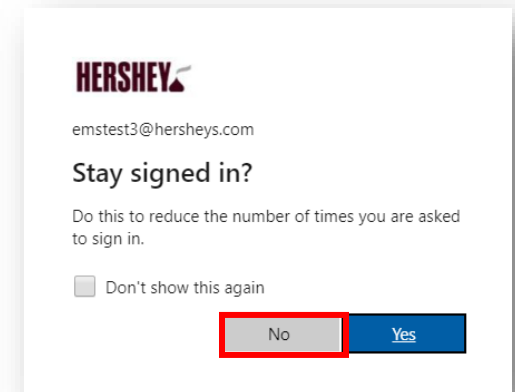 HERSHEY
emstest3@hersheys.com
Stay signed in?
Do this to reduce the number of times you are asked
to sign in.
Don't show this again
No Yes